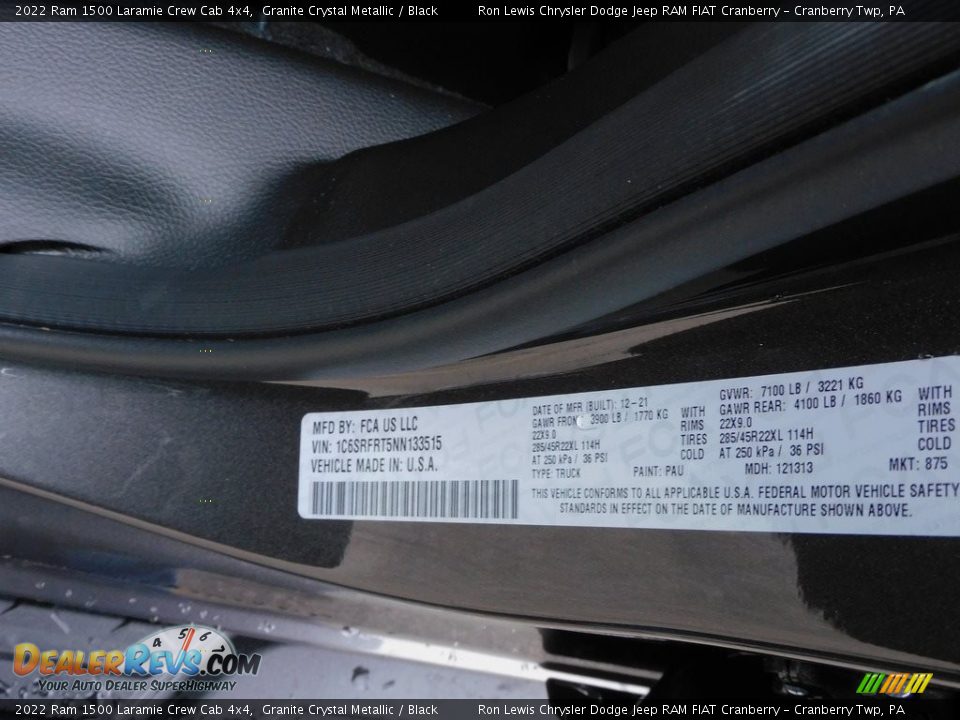 2022 Ram 1500 Laramie Crew Cab 4x4, Granite Crystal Metallic / Black Ron Lewis Chrysler Dodge Jeep RAM FIAT Cranberry – Cranberry Twp, PA
MFD BY: FCA US LLC
VIN: 1C6SRFRT5NN133515
VEHICLE MADE IN: U.S.A.
DATE OF MFR (BUILT): 12-21
GAWR FRONT 3900 LB / 1770 KG
22X9.0
285/45R22XL 114H
AT 250 kPa / 36 PSI
TYPE: TRUCK
WITH
RIMS
TIRES
COLD
PAINT: PAU
GVWR: 7100 LB / 3221 KG
GAWR REAR: 4100 LB / 1860 KG
22X9.0
285/45R22XL 114H
AT 250 kPa / 36 PSI
MDH: 121313
WITH
RIMS
TIRES
COLD
MKT: 875
THIS VEHICLE CONFORMS TO ALL APPLICABLE U.S.A. FEDERAL MOTOR VEHICLE SAFETY
STANDARDS IN EFFECT ON THE DATE OF MANUFACTURE SHOWN ABOVE.
4 5 6
DealerRevs.com
Your Auto Dealer SuperHighway
2022 Ram 1500 Laramie Crew Cab 4x4, Granite Crystal Metallic / Black Ron Lewis Chrysler Dodge Jeep RAM FIAT Cranberry – Cranberry Twp, PA